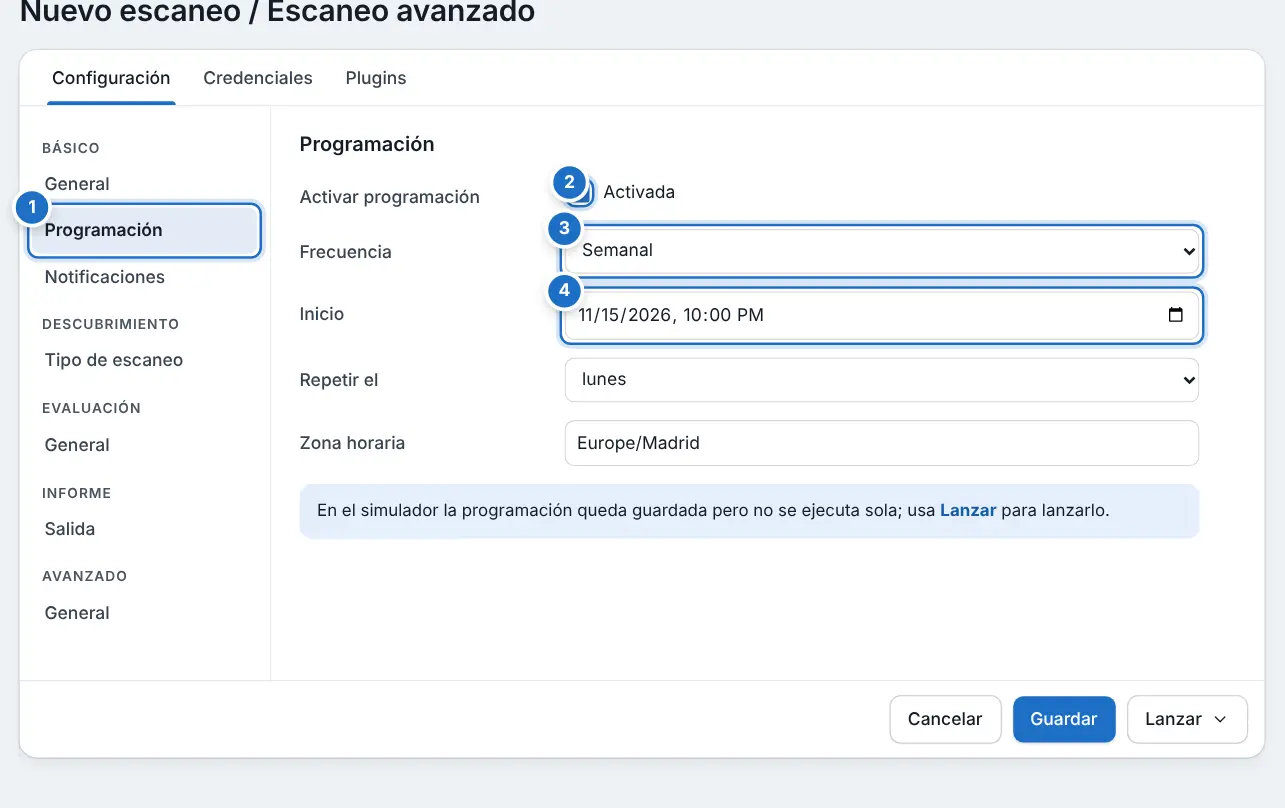 Nuevo escaneo / Escaneo avanzado
Configuración Credenciales Plugins
BÁSICO
General
1
Programación
Notificaciones
DESCUBRIMIENTO
Tipo de escaneo
EVALUACIÓN
General
INFORME
Salida
AVANZADO
General
Programación
Activar programación 2 Activada
Frecuencia 3 Semanal
Inicio 4 11/15/2026, 10:00 PM
Repetir el lunes
Zona horaria Europe/Madrid
En el simulador la programación queda guardada pero no se ejecuta sola; usa Lanzar para lanzarlo.
Cancelar Guardar Lanzar